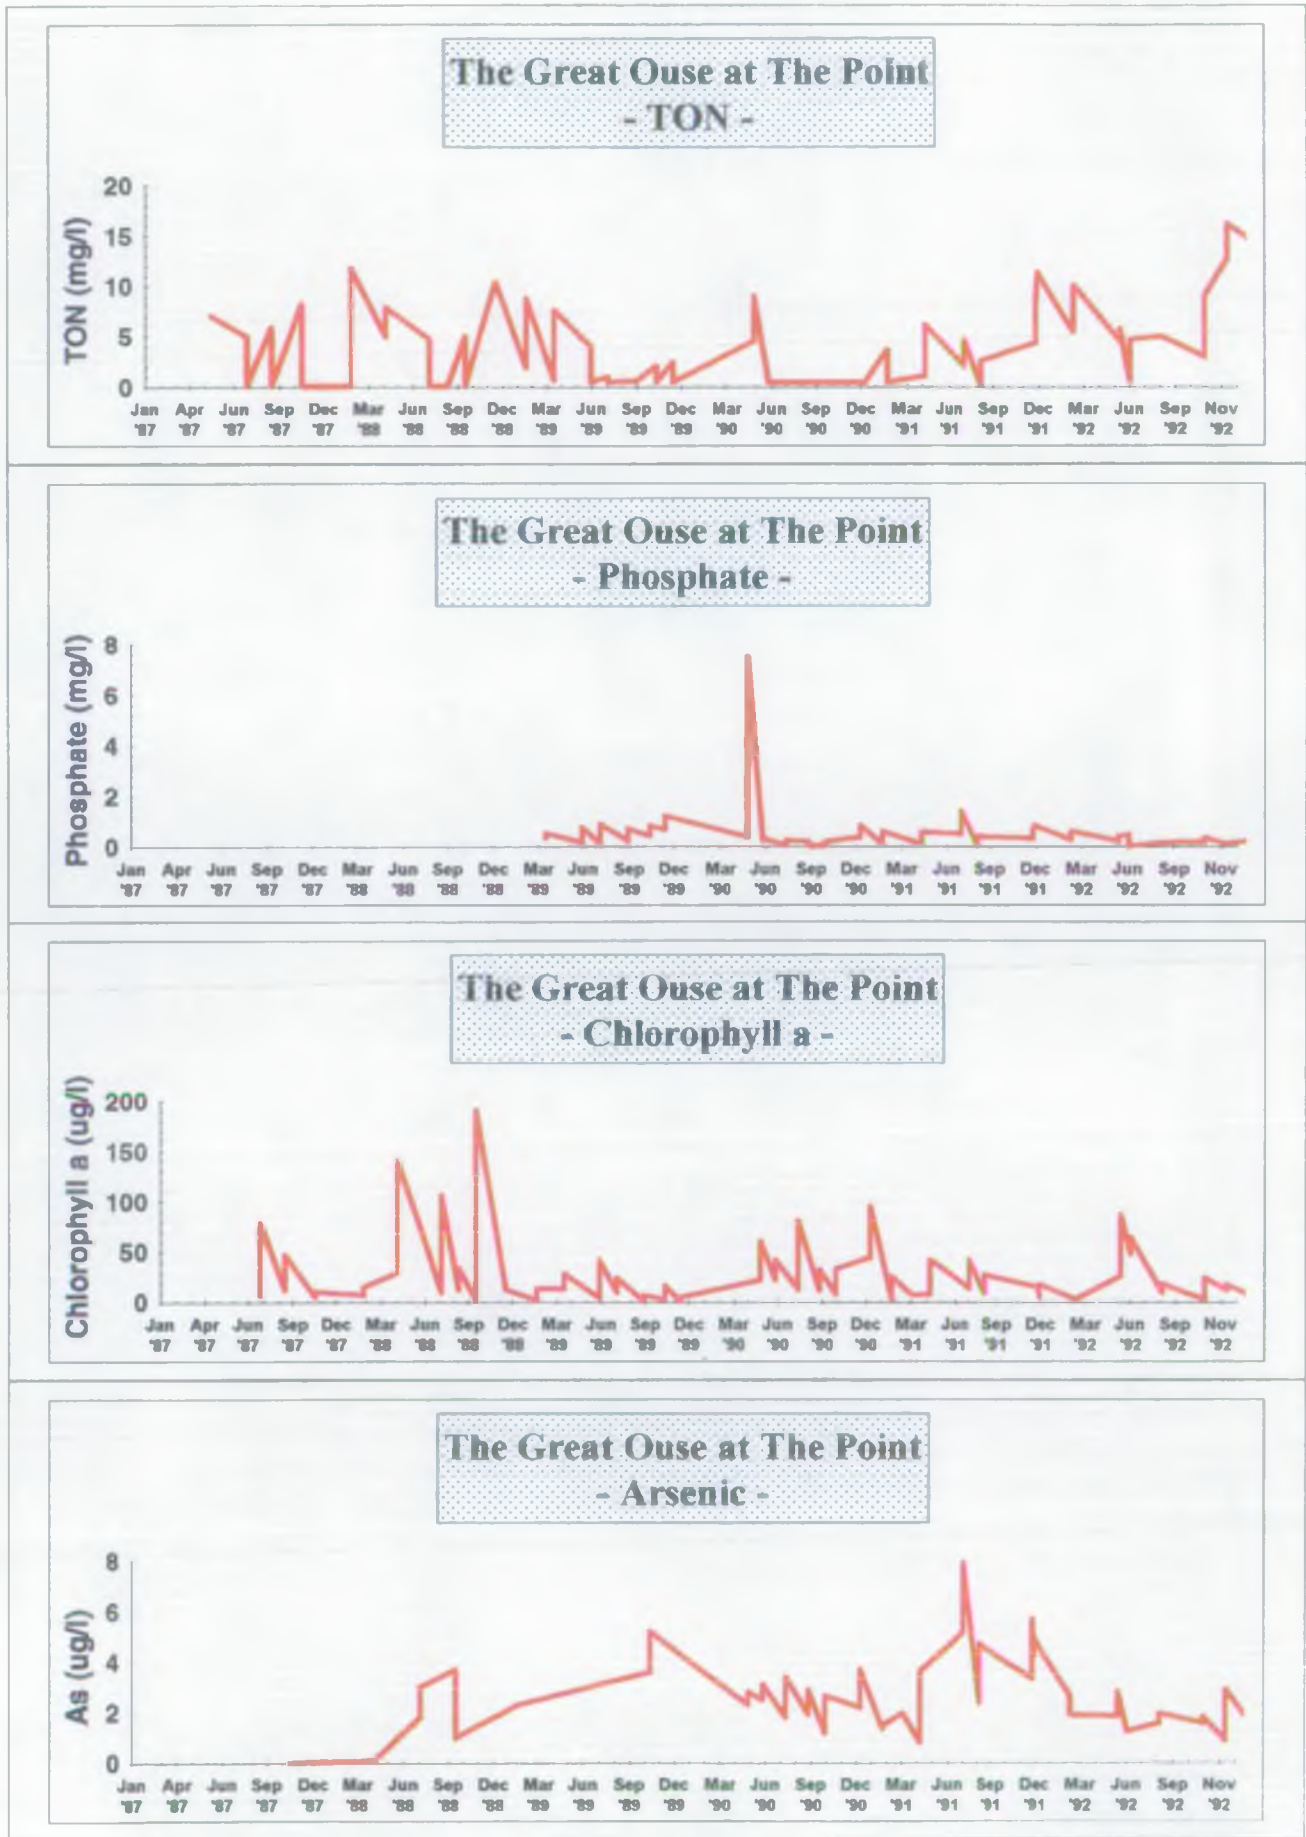 The Great Ouse at The Point
- TON -
TON (mg/l)
20
15
10
5
0
Jan Apr Jun Sep Dec Mar Jun Sep Dec Mar Jun Sep Dec Mar Jun Sep Dec Mar Jun Sep Dec Mar Jun Sep Nov
'87 '87 '87 '87 '87 '88 '88 '88 '88 '89 '89 '89 '89 '90 '90 '90 '90 '91 '91 '91 '91 '92 '92 '92 '92
The Great Ouse at The Point
- Phosphate -
Phosphate (mg/l)
8
6
4
2
0
Jan Apr Jun Sep Dec Mar Jun Sep Dec Mar Jun Sep Dec Mar Jun Sep Dec Mar Jun Sep Dec Mar Jun Sep Nov
'87 '87 '87 '87 '87 '88 '88 '88 '88 '89 '89 '89 '89 '90 '90 '90 '90 '91 '91 '91 '91 '92 '92 '92 '92
The Great Ouse at The Point
- Chlorophyll a -
Chlorophyll a (ug/l)
200
150
100
50
0
Jan Apr Jun Sep Dec Mar Jun Sep Dec Mar Jun Sep Dec Mar Jun Sep Dec Mar Jun Sep Dec Mar Jun Sep Nov
'87 '87 '87 '87 '87 '88 '88 '88 '88 '89 '89 '89 '89 '90 '90 '90 '90 '91 '91 '91 '91 '92 '92 '92 '92
The Great Ouse at The Point
- Arsenic -
As (ug/l)
8
6
4
2
0
Jan Apr Jun Sep Dec Mar Jun Sep Dec Mar Jun Sep Dec Mar Jun Sep Dec Mar Jun Sep Dec Mar Jun Sep Nov
'87 '87 '87 '87 '87 '88 '88 '88 '88 '89 '89 '89 '89 '90 '90 '90 '90 '91 '91 '91 '91 '92 '92 '92 '92